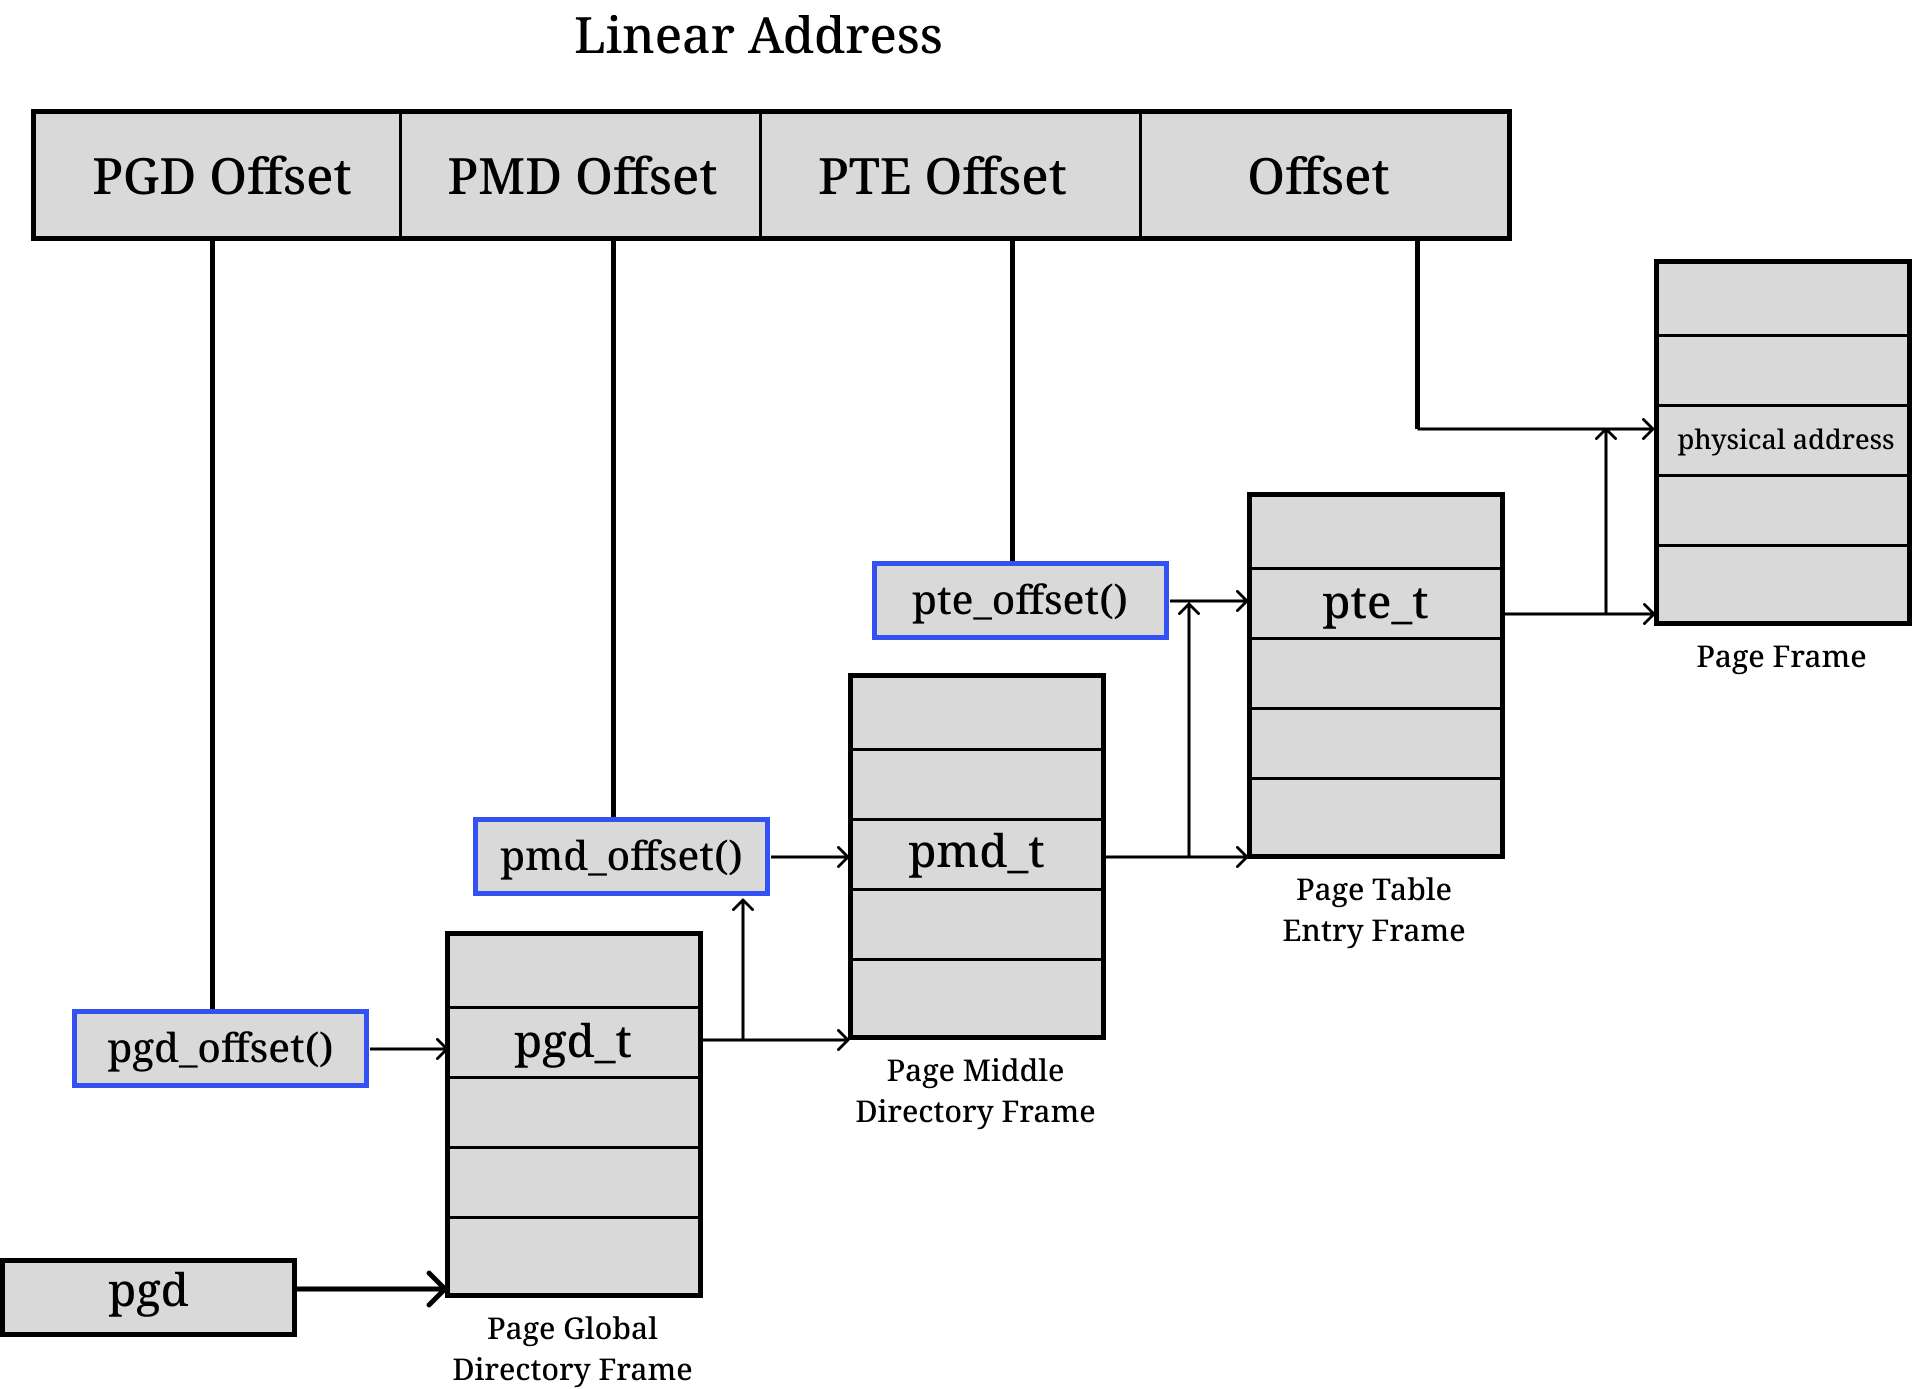 Linear Address
PGD Offset
PMD Offset
PTE Offset
Offset
physical address
Page Frame
pte_offset()
pte_t
Page Table
Entry Frame
pmd_offset()
pmd_t
Page Middle
Directory Frame
pgd_offset()
pgd_t
pgd
Page Global
Directory Frame